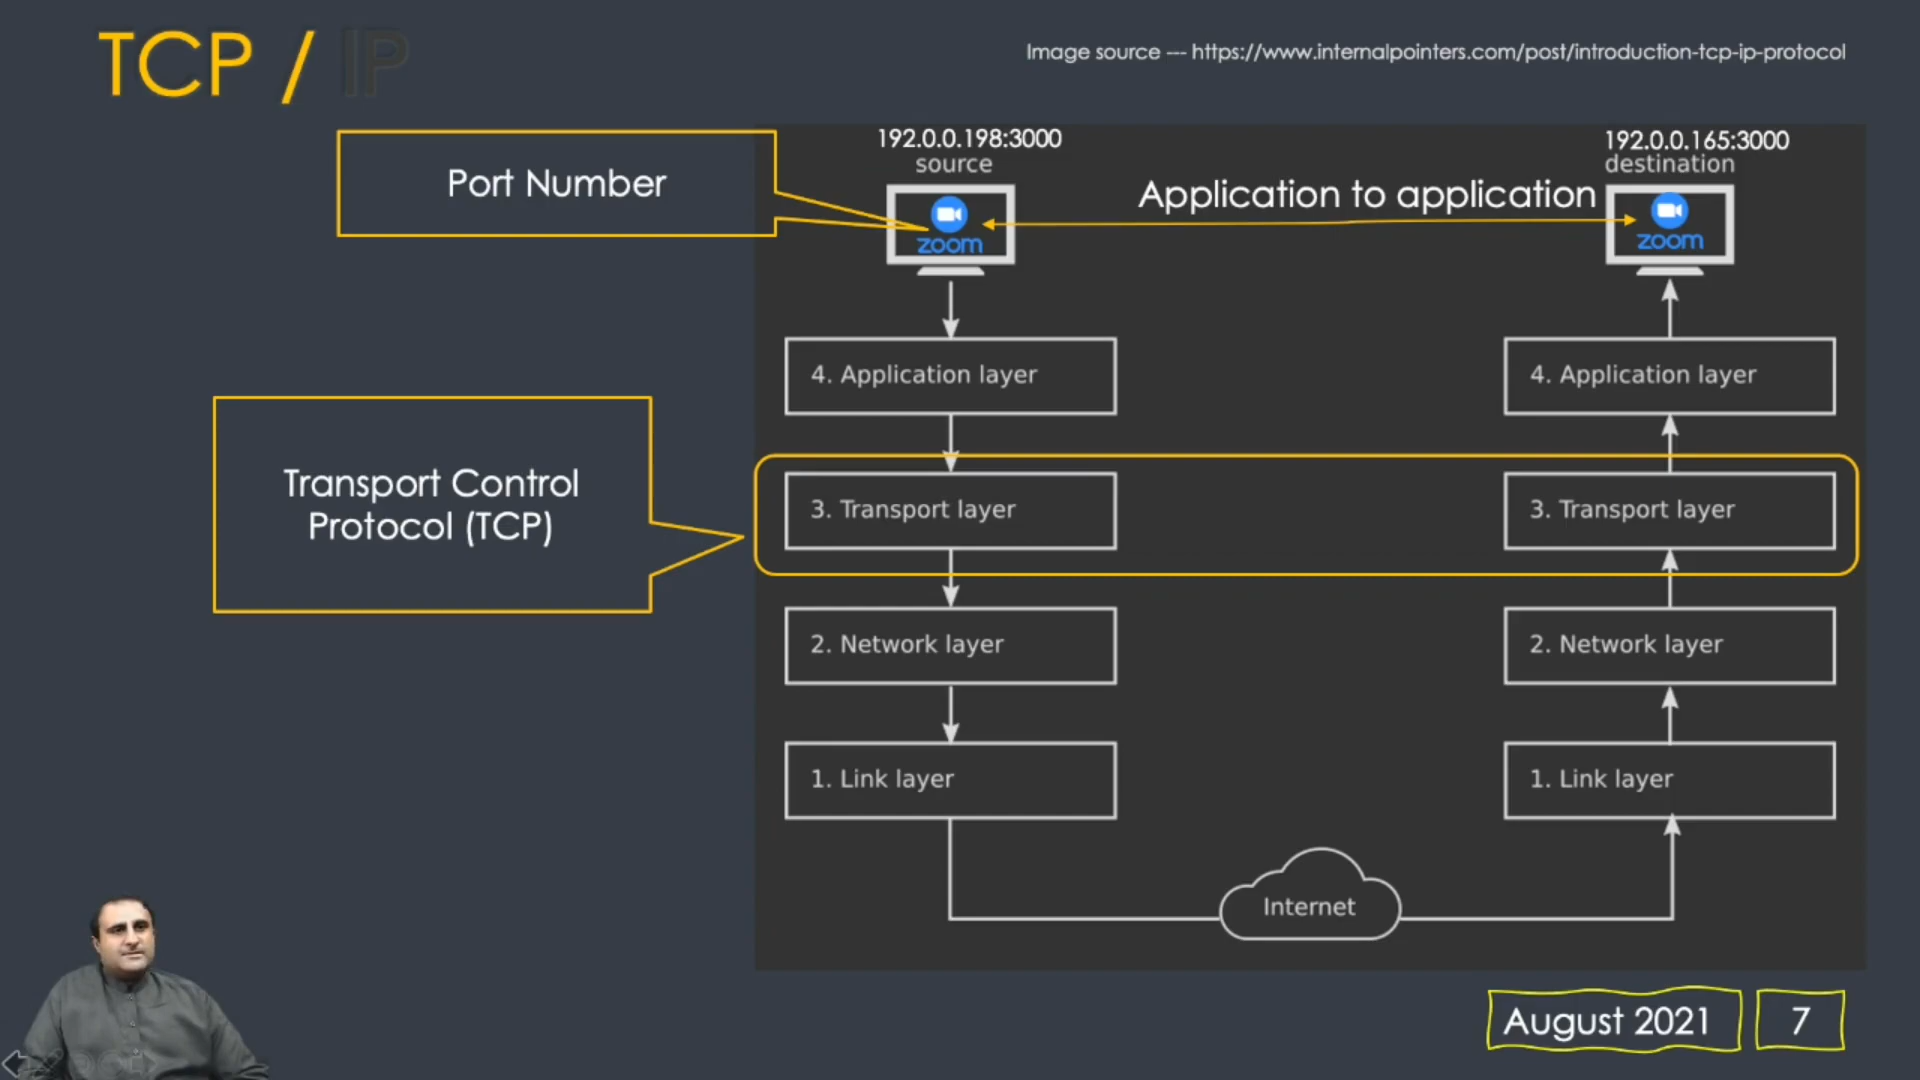 TCP / IP
Image source --- https://www.internalpointers.com/post/introduction-tcp-ip-protocol
Port Number
192.0.0.198:3000
source
zoom
Application to application
192.0.0.165:3000
destination
zoom
4. Application layer
4. Application layer
Transport Control
Protocol (TCP)
3. Transport layer
3. Transport layer
2. Network layer
2. Network layer
1. Link layer
1. Link layer
Internet
August 2021
7